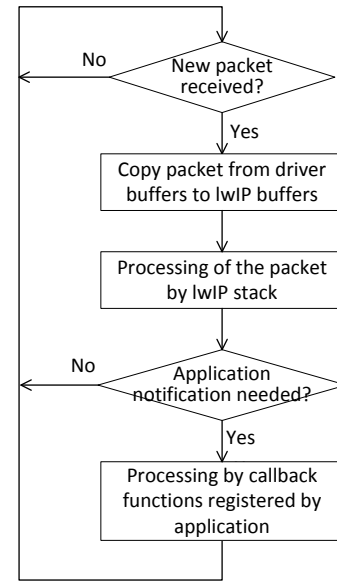 No
New packet
received?
Yes
Copy packet from driver
buffers to lwIP buffers
Processing of the packet
by lwIP stack
No
Application
notification needed?
Yes
Processing by callback
functions registered by
application